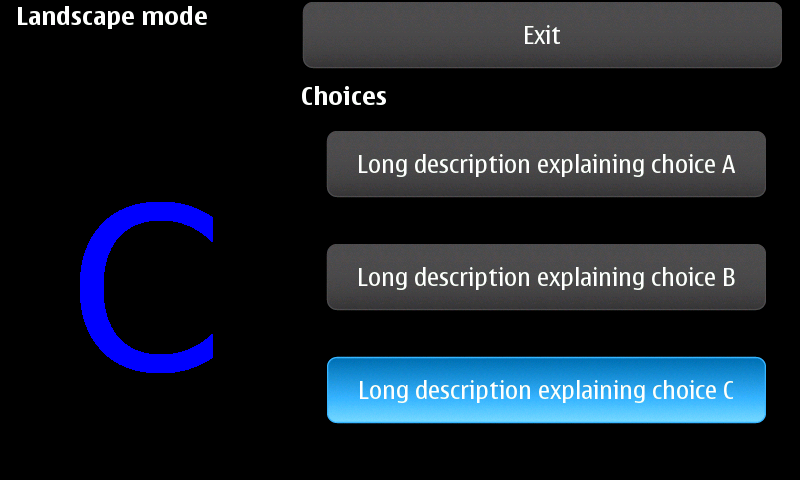 Landscape mode
Exit
Choices
Long description explaining choice A
Long description explaining choice B
C
Long description explaining choice C